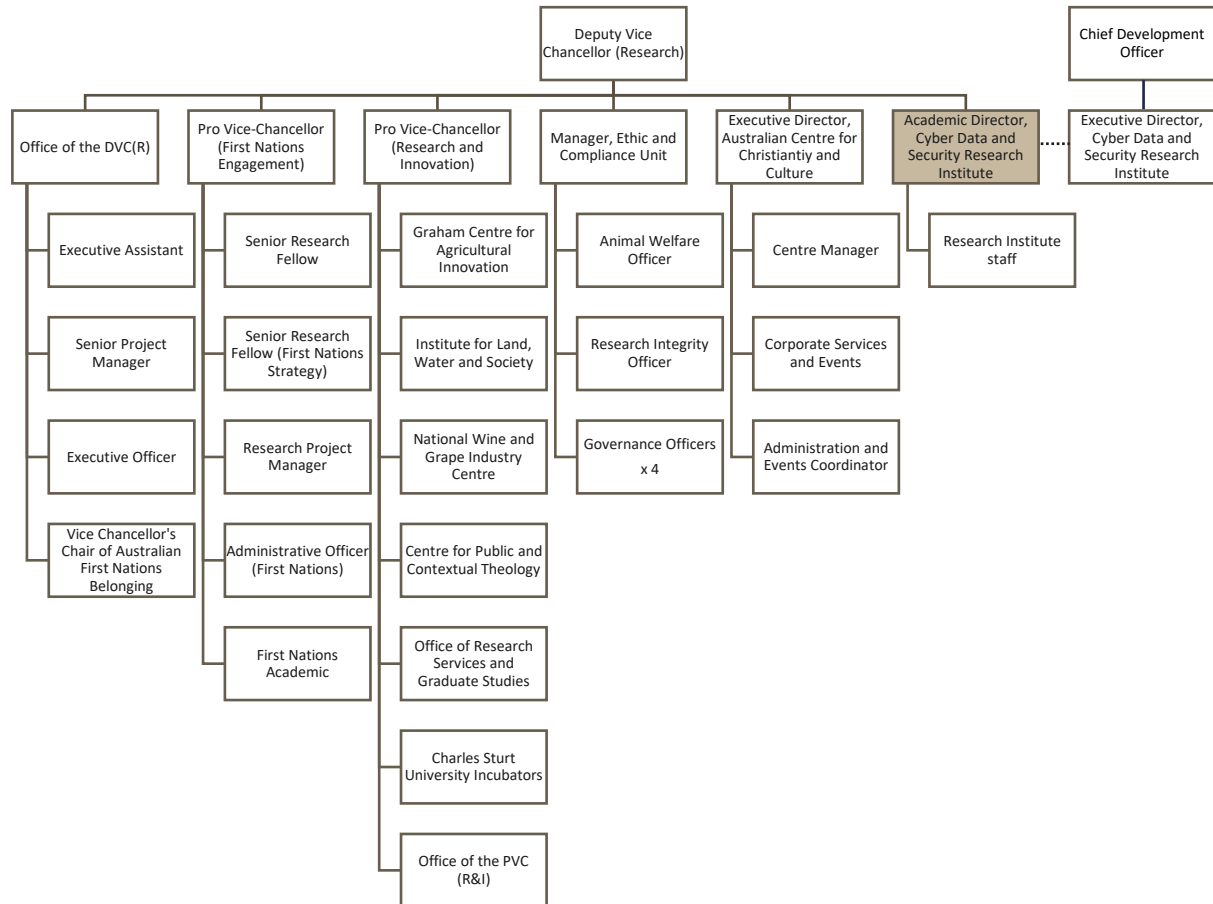 Deputy Vice
Chancellor (Research)
Chief Development
Officer
Office of the DVC(R)
Pro Vice-Chancellor
(First Nations
Engagement)
Pro Vice-Chancellor
(Research and
Innovation)
Manager, Ethic and
Compliance Unit
Executive Director,
Australian Centre for
Christiantiy and
Culture
Academic Director,
Cyber Data and
Security Research
Institute
Executive Director,
Cyber Data and
Security Research
Institute
Executive Assistant
Senior Research
Fellow
Graham Centre for
Agricultural
Innovation
Animal Welfare
Officer
Centre Manager
Research Institute
staff
Senior Project
Manager
Senior Research
Fellow (First Nations
Strategy)
Institute for Land,
Water and Society
Research Integrity
Officer
Corporate Services
and Events
Executive Officer
Research Project
Manager
National Wine and
Grape Industry
Centre
Governance Officers
x 4
Administration and
Events Coordinator
Vice Chancellor's
Chair of Australian
First Nations
Belonging
Administrative Officer
(First Nations)
Centre for Public and
Contextual Theology
First Nations
Academic
Office of Research
Services and
Graduate Studies
Charles Sturt
University Incubators
Office of the PVC
(R&I)